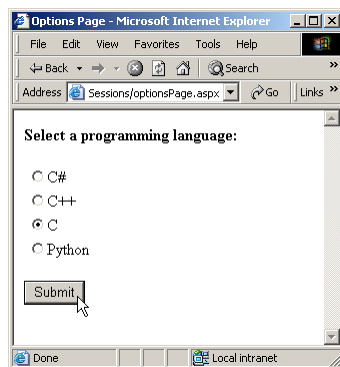 Options Page - Microsoft Internet Explorer
File Edit View Favorites Tools Help
Back Search »
Address Sessions/optionsPage.aspx Go Links »
Select a programming language:
C#
C++
C
Python
Submit
Done Local intranet